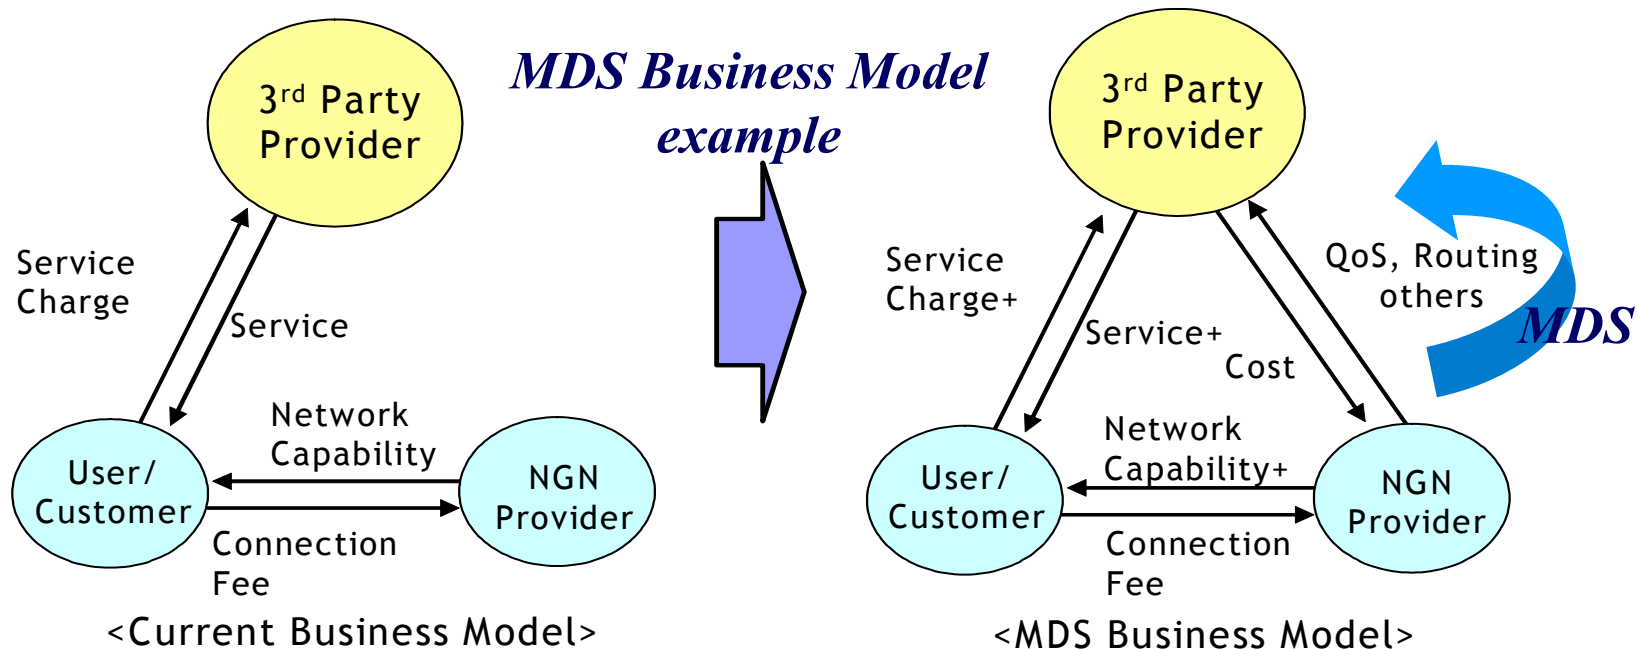 MDS Business Model
example
3rd Party
Provider
Service
Charge
Service
Network
Capability
User/
Customer
NGN
Provider
Connection
Fee
<Current Business Model>
3rd Party
Provider
Service
Charge+
Service+
Cost
QoS, Routing
others
MDS
Network
Capability+
User/
Customer
NGN
Provider
Connection
Fee
<MDS Business Model>